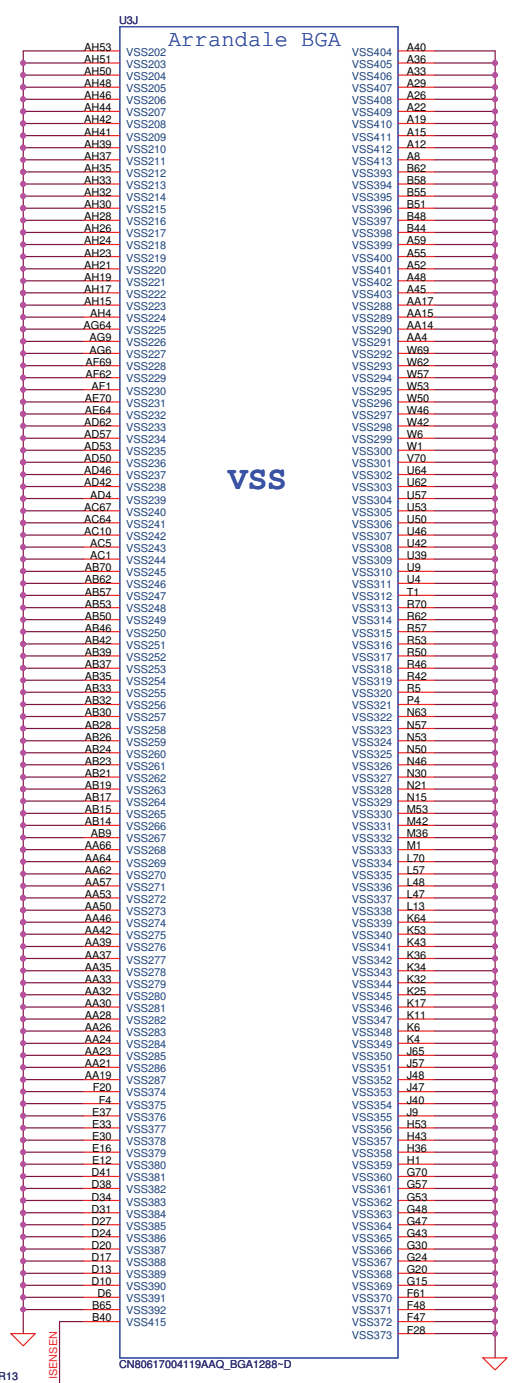 U3J
Arrandale BGA
AH53 VSS202 VSS404 A40
AH51 VSS203 VSS405 A36
AH50 VSS204 VSS406 A33
AH48 VSS205 VSS407 A29
AH46 VSS206 VSS408 A26
AH44 VSS207 VSS409 A22
AH42 VSS208 VSS410 A19
AH41 VSS209 VSS411 A15
AH39 VSS210 VSS412 A12
AH37 VSS211 VSS413 A8
AH35 VSS212 VSS393 B62
AH33 VSS213 VSS394 B58
AH32 VSS214 VSS395 B55
AH30 VSS215 VSS396 B51
AH28 VSS216 VSS397 B48
AH26 VSS217 VSS398 B44
AH24 VSS218 VSS399 A59
AH23 VSS219 VSS400 A55
AH21 VSS220 VSS401 A52
AH19 VSS221 VSS402 A48
AH17 VSS222 VSS403 A45
AH15 VSS223 VSS288 AA17
AH4 VSS224 VSS289 AA15
AG64 VSS225 VSS290 AA14
AG9 VSS226 VSS291 AA4
AG6 VSS227 VSS292 W69
AF69 VSS228 VSS293 W62
AF62 VSS229 VSS294 W57
AF1 VSS230 VSS295 W53
AE70 VSS231 VSS296 W50
AE64 VSS232 VSS297 W46
AD62 VSS233 VSS298 W42
AD57 VSS234 VSS299 W6
AD53 VSS235 VSS300 W1
AD50 VSS236 VSS301 V70
AD46 VSS237 VSS302 U64
AD42 VSS238 VSS303 U62
VSS
AD4 VSS239 VSS304 U57
AC67 VSS240 VSS305 U53
AC64 VSS241 VSS306 U50
AC10 VSS242 VSS307 U46
AC5 VSS243 VSS308 U42
AC1 VSS244 VSS309 U39
AB70 VSS245 VSS310 U9
AB62 VSS246 VSS311 U4
AB57 VSS247 VSS312 T1
AB53 VSS248 VSS313 R70
AB50 VSS249 VSS314 R62
AB46 VSS250 VSS315 R57
AB42 VSS251 VSS316 R53
AB39 VSS252 VSS317 R50
AB37 VSS253 VSS318 R46
AB35 VSS254 VSS319 R42
AB33 VSS255 VSS320 R5
AB32 VSS256 VSS321 P4
AB30 VSS257 VSS322 N63
AB28 VSS258 VSS323 N57
AB26 VSS259 VSS324 N53
AB24 VSS260 VSS325 N50
AB23 VSS261 VSS326 N46
AB21 VSS262 VSS327 N30
AB19 VSS263 VSS328 N21
AB17 VSS264 VSS329 N15
AB15 VSS265 VSS330 M53
AB14 VSS266 VSS331 M42
AB9 VSS267 VSS332 M36
AA66 VSS268 VSS333 M1
AA64 VSS269 VSS334 L70
AA62 VSS270 VSS335 L57
AA57 VSS271 VSS336 L48
AA53 VSS272 VSS337 L47
AA50 VSS273 VSS338 L13
AA46 VSS274 VSS339 K64
AA42 VSS275 VSS340 K53
AA39 VSS276 VSS341 K43
AA37 VSS277 VSS342 K36
AA35 VSS278 VSS343 K34
AA33 VSS279 VSS344 K32
AA32 VSS280 VSS345 K25
AA30 VSS281 VSS346 K17
AA28 VSS282 VSS347 K11
AA26 VSS283 VSS348 K6
AA24 VSS284 VSS349 K4
AA23 VSS285 VSS350 J65
AA21 VSS286 VSS351 J57
AA19 VSS287 VSS352 J48
F20 VSS374 VSS353 J47
F4 VSS375 VSS354 J40
E37 VSS376 VSS355 J9
E33 VSS377 VSS356 H53
E30 VSS378 VSS357 H43
E16 VSS379 VSS358 H36
E12 VSS380 VSS359 H1
D41 VSS381 VSS360 G70
D38 VSS382 VSS361 G57
D34 VSS383 VSS362 G53
D31 VSS384 VSS363 G48
D27 VSS385 VSS364 G47
D24 VSS386 VSS365 G43
D20 VSS387 VSS366 G30
D17 VSS388 VSS367 G24
D13 VSS389 VSS368 G20
D10 VSS390 VSS369 G15
D6 VSS391 VSS370 F61
B65 VSS392 VSS371 F48
B40 VSS415 VSS372 F47
VSS373 F28
CN80617004119AAQ_BGA1288~D
ISENSEN
R13